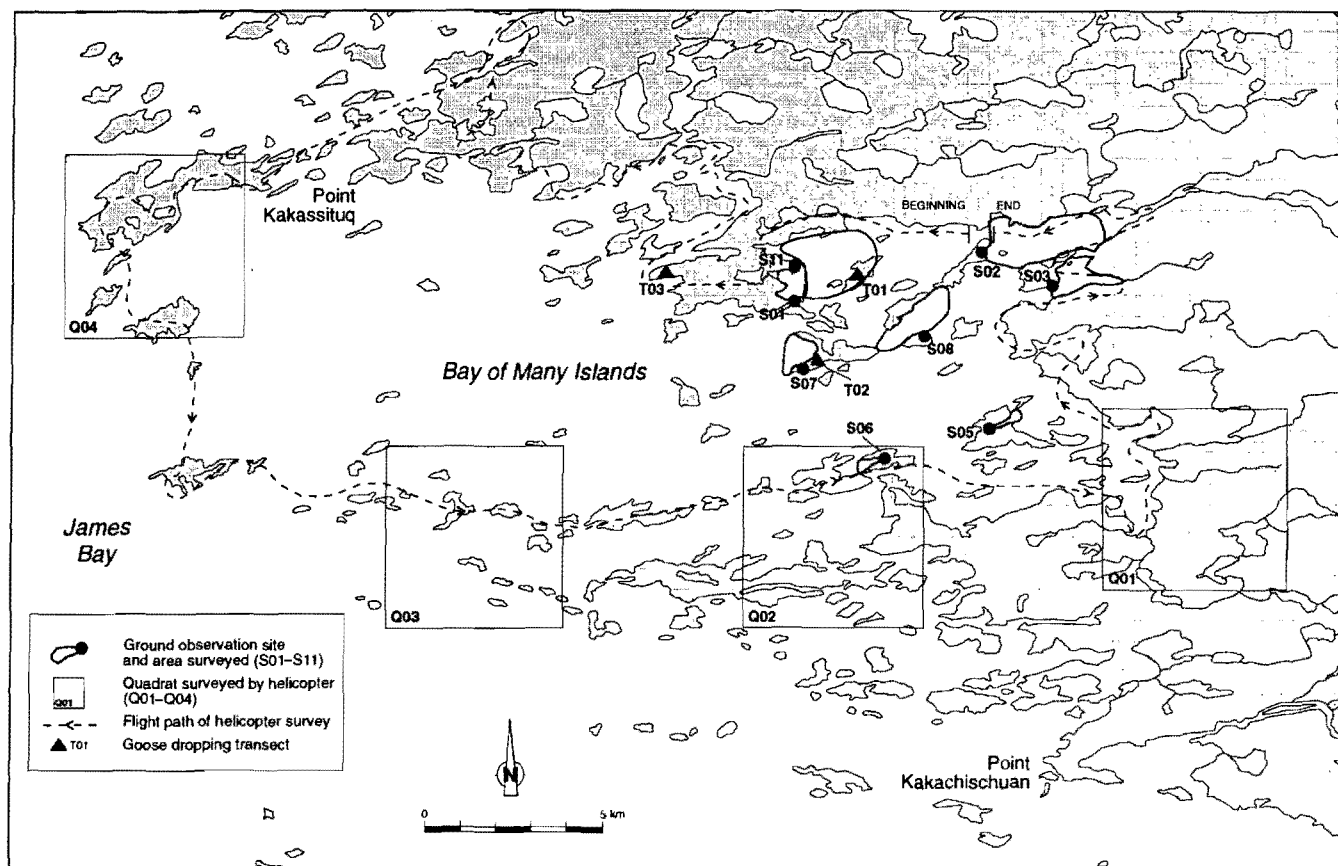 Point
Kakassituq
BEGINNING
END
S11
S02
S03
T03
T01
S01
Q04
S08
Bay of Many Islands
S07
T02
S06
S05
James
Bay
Q03
Q02
Q01
Ground observation site
and area surveyed (S01–S11)
Quadrat surveyed by helicopter
(Q01–Q04)
Q01
Flight path of helicopter survey
T01
Goose dropping transect
N
0
5 km
Point
Kakachischuan